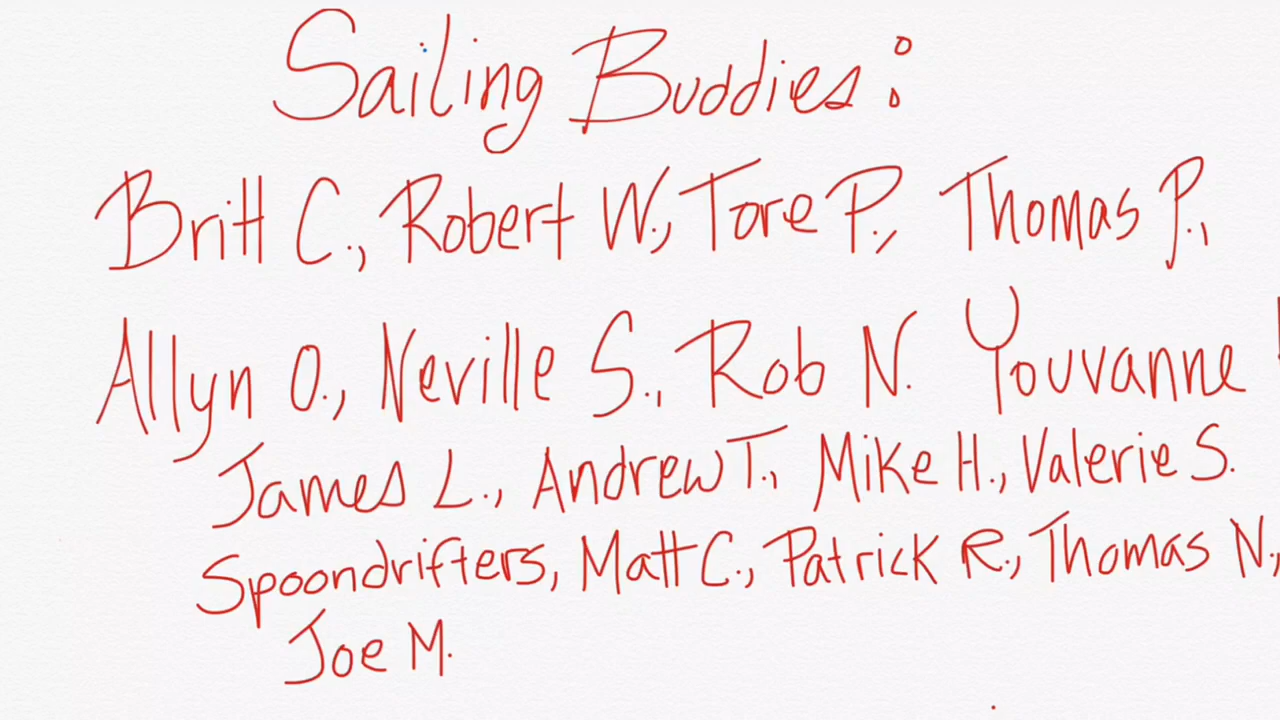 Sailing Buddies:
Britt C., Robert W., Tore P., Thomas P.,
Allyn O., Neville S., Rob N. Youvanne
James L., Andrew T., Mike H., Valerie S.
Spoondrifters, Matt C., Patrick R., Thomas N.,
Joe M.